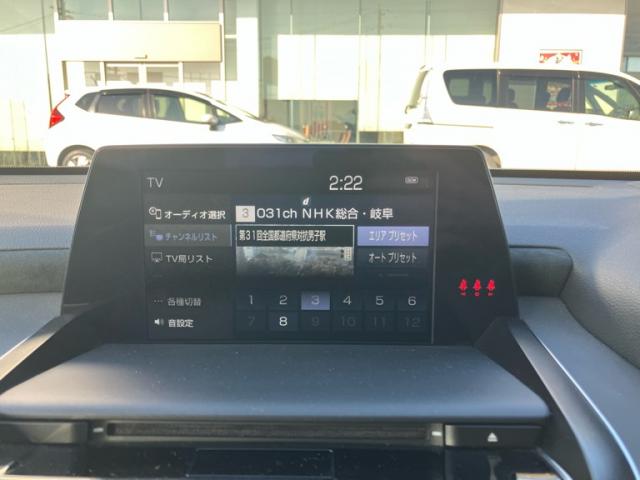 TV
2:22
オーディオ選択
3 031ch NHK総合・岐阜
チャンネルリスト
第31回全国都道府県対抗男子駅
エリア プリセット
TV局リスト
オート プリセット
… 各種切替
1 2 3 4 5 6
音設定
7 8 9 10 11 12